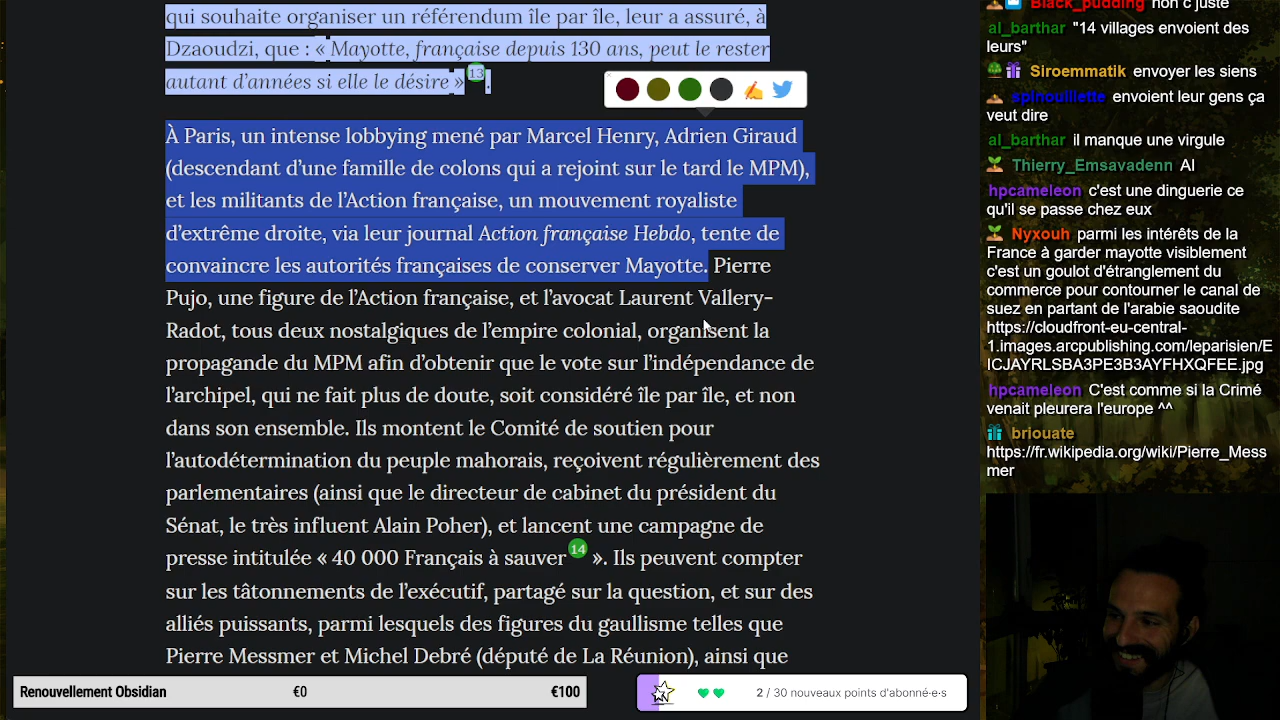 qui souhaite organiser un référendum île par île, leur a assuré, à
Dzaoudzi, que : « Mayotte, française depuis 130 ans, peut le rester
autant d’années si elle le désire » 13 .
À Paris, un intense lobbying mené par Marcel Henry, Adrien Giraud
(descendant d’une famille de colons qui a rejoint sur le tard le MPM),
et les militants de l’Action française, un mouvement royaliste
d’extrême droite, via leur journal Action française Hebdo, tente de
convaincre les autorités françaises de conserver Mayotte. Pierre
Pujo, une figure de l’Action française, et l’avocat Laurent Vallery-
Radot, tous deux nostalgiques de l’empire colonial, organisent la
propagande du MPM afin d’obtenir que le vote sur l’indépendance de
l’archipel, qui ne fait plus de doute, soit considéré île par île, et non
dans son ensemble. Ils montent le Comité de soutien pour
l’autodétermination du peuple mahorais, reçoivent régulièrement des
parlementaires (ainsi que le directeur de cabinet du président du
Sénat, le très influent Alain Poher), et lancent une campagne de
presse intitulée « 40 000 Français à sauver 14 ». Ils peuvent compter
sur les tâtonnements de l’exécutif, partagé sur la question, et sur des
alliés puissants, parmi lesquels des figures du gaullisme telles que
Pierre Messmer et Michel Debré (député de La Réunion), ainsi que
Renouvellement Obsidian €0 €100
2 / 30 nouveaux points d'abonné·e·s
Black_pudding non c juste
al_barthar "14 villages envoient des
leurs"
Siroemmatik envoyer les siens
spinouillette envoient leur gens ça
veut dire
al_barthar il manque une virgule
Thierry_Emsavadenn AI
hpcameleon c'est une dinguerie ce
qu'il se passe chez eux
Nyxouh parmi les intérêts de la
France à garder mayotte visiblement
c'est un goulot d'étranglement du
commerce pour contourner le canal de
suez en partant de l'arabie saoudite
https://cloudfront-eu-central-
1.images.arcpublishing.com/leparisien/E
ICJAYRLSBA3PE3B3AYFHXQFEE.jpg
hpcameleon C'est comme si la Crimé
venait pleurera l'europe ^^
briouate
https://fr.wikipedia.org/wiki/Pierre_Mess
mer